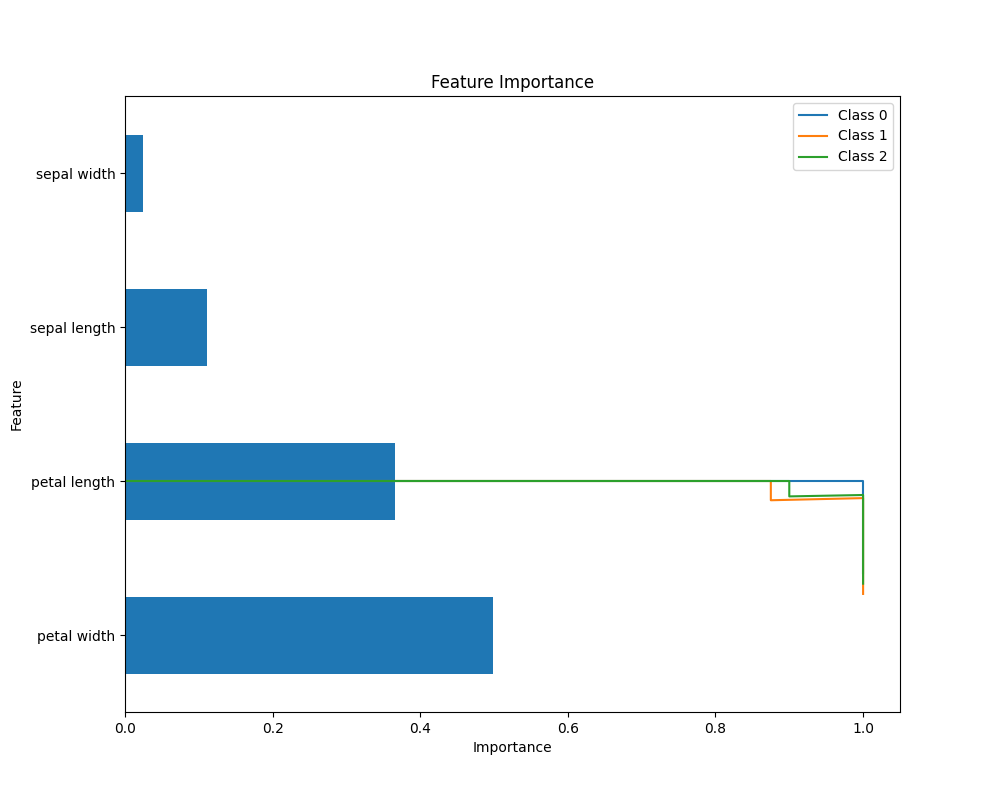 Feature Importance
Class 0
Class 1
Class 2
sepal width
sepal length
petal length
petal width
Feature
0.0 0.2 0.4 0.6 0.8 1.0
Importance